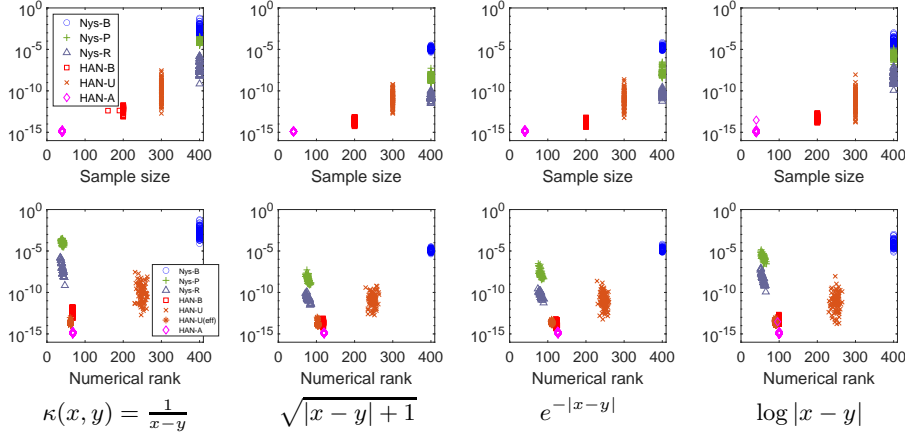 10^0 10^-5 10^-10 10^-15
Nys-B
Nys-P
Nys-R
HAN-B
HAN-U
HAN-A
0 100 200 300 400
Sample size
10^0 10^-5 10^-10 10^-15
0 100 200 300 400
Sample size
10^0 10^-5 10^-10 10^-15
0 100 200 300 400
Sample size
10^0 10^-5 10^-10 10^-15
0 100 200 300 400
Sample size
10^0 10^-5 10^-10 10^-15
Nys-B
Nys-P
Nys-R
HAN-B
HAN-U
HAN-U(eff)
HAN-A
0 100 200 300 400
Numerical rank
10^0 10^-5 10^-10 10^-15
0 100 200 300 400
Numerical rank
10^0 10^-5 10^-10 10^-15
0 100 200 300 400
Numerical rank
10^0 10^-5 10^-10 10^-15
0 100 200 300 400
Numerical rank
κ(x, y) = 1/(x−y) √(|x − y| + 1) e^{−|x−y|} log |x − y|